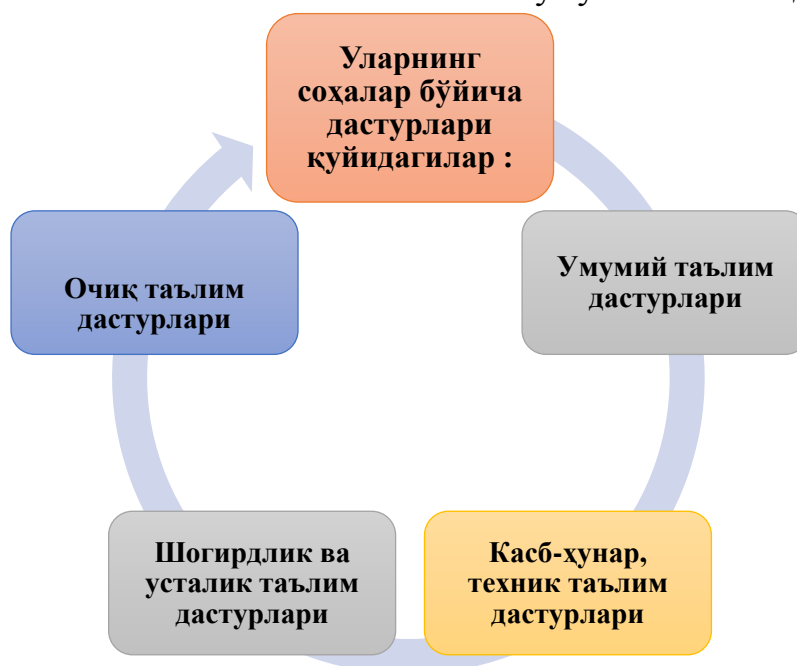 Уларнинг
соҳалар бўйича
дастурлари
қуйидагилар :
Умумий таълим
дастурлари
Касб-ҳунар,
техник таълим
дастурлари
Шогирдлик ва
усталик таълим
дастурлари
Очиқ таълим
дастурлари